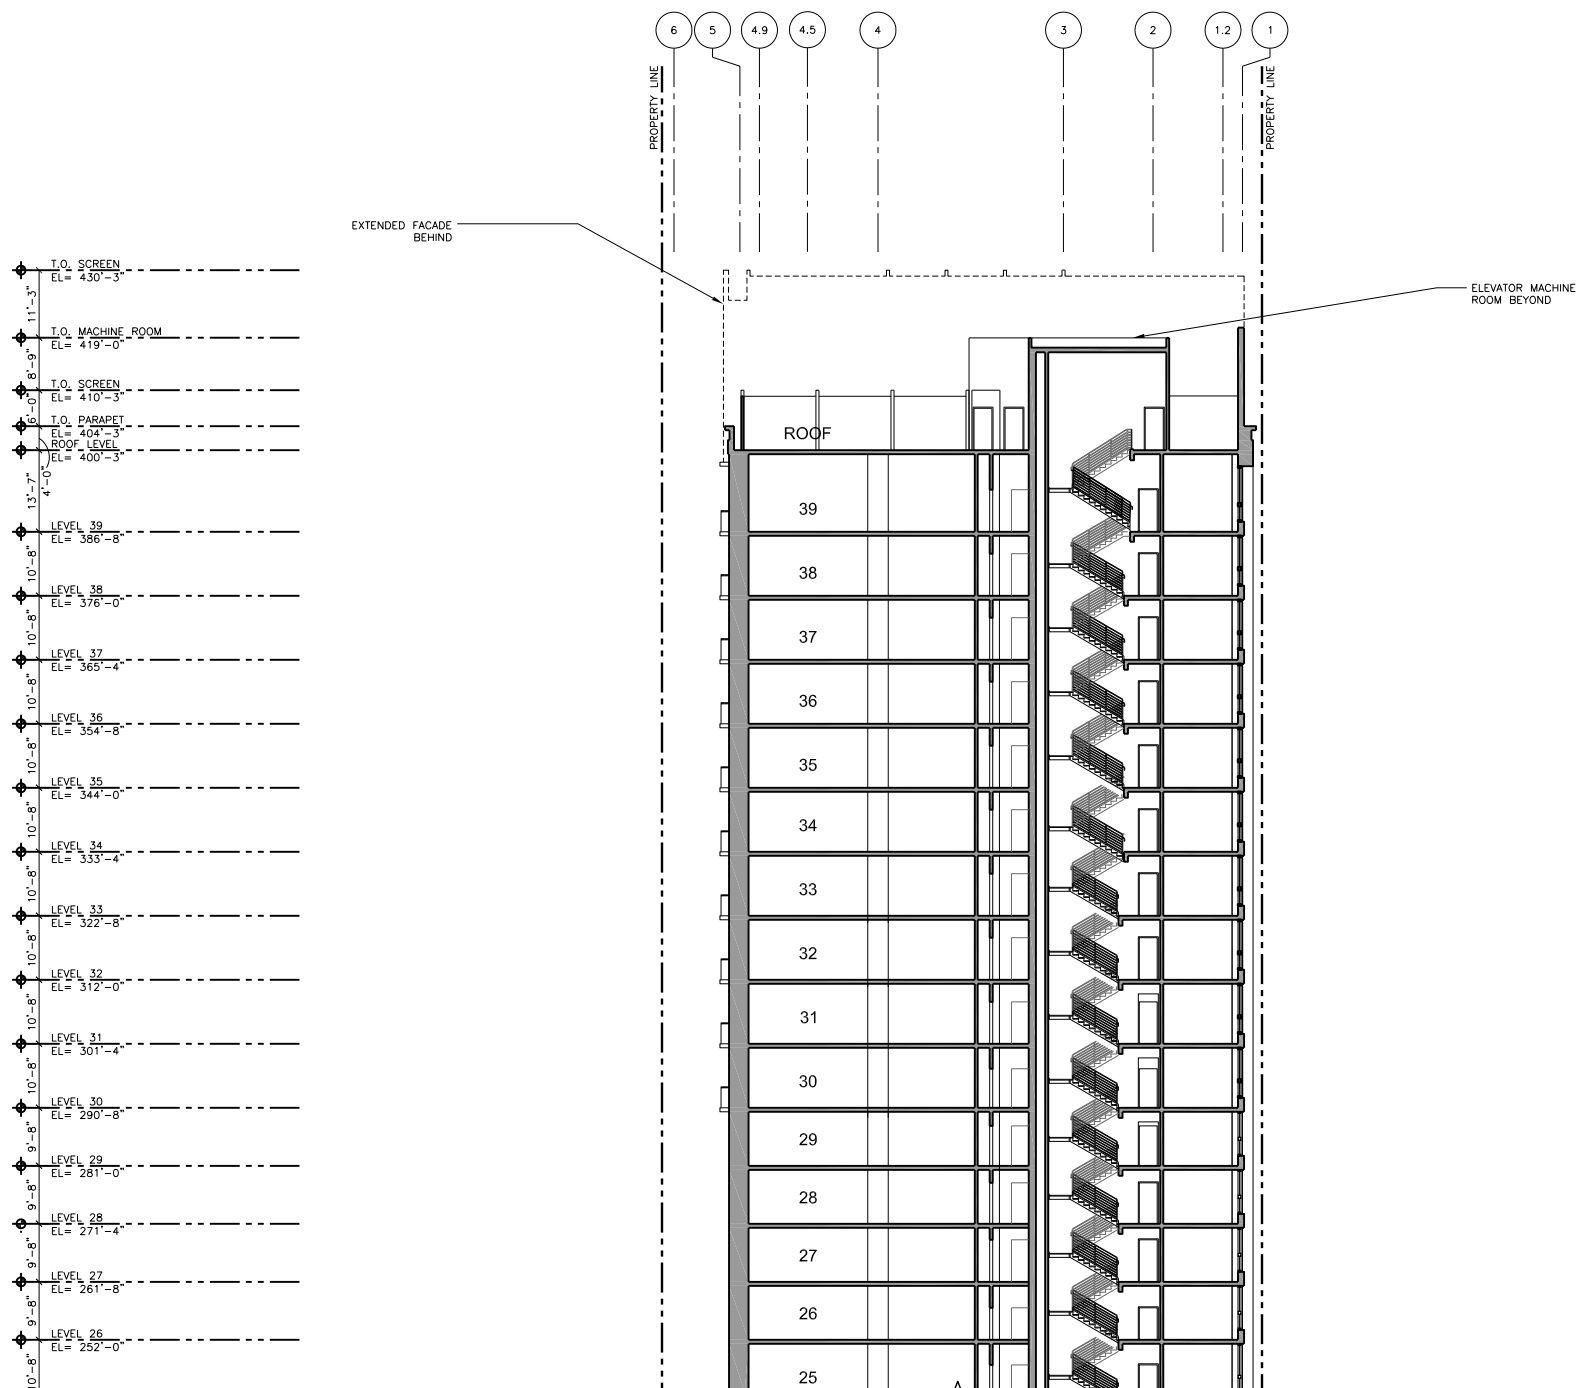 6 5 4.9 4.5 4 3 2 1.2 1
PROPERTY LINE
PROPERTY LINE
EXTENDED FACADE
BEHIND
ELEVATOR MACHINE
ROOM BEYOND
T.O. SCREEN
EL= 430'-3"
11'-3"
T.O. MACHINE ROOM
EL= 419'-0"
8'-9"
T.O. SCREEN
EL= 410'-3"
6'-0"
T.O. PARAPET
EL= 404'-3"
ROOF LEVEL
EL= 400'-3"
4'-0"
13'-7"
LEVEL 39
EL= 386'-8"
10'-8"
LEVEL 38
EL= 376'-0"
10'-8"
LEVEL 37
EL= 365'-4"
10'-8"
LEVEL 36
EL= 354'-8"
10'-8"
LEVEL 35
EL= 344'-0"
10'-8"
LEVEL 34
EL= 333'-4"
10'-8"
LEVEL 33
EL= 322'-8"
10'-8"
LEVEL 32
EL= 312'-0"
10'-8"
LEVEL 31
EL= 301'-4"
10'-8"
LEVEL 30
EL= 290'-8"
9'-8"
LEVEL 29
EL= 281'-0"
9'-8"
LEVEL 28
EL= 271'-4"
9'-8"
LEVEL 27
EL= 261'-8"
9'-8"
LEVEL 26
EL= 252'-0"
10'-8"
ROOF
39
38
37
36
35
34
33
32
31
30
29
28
27
26
25